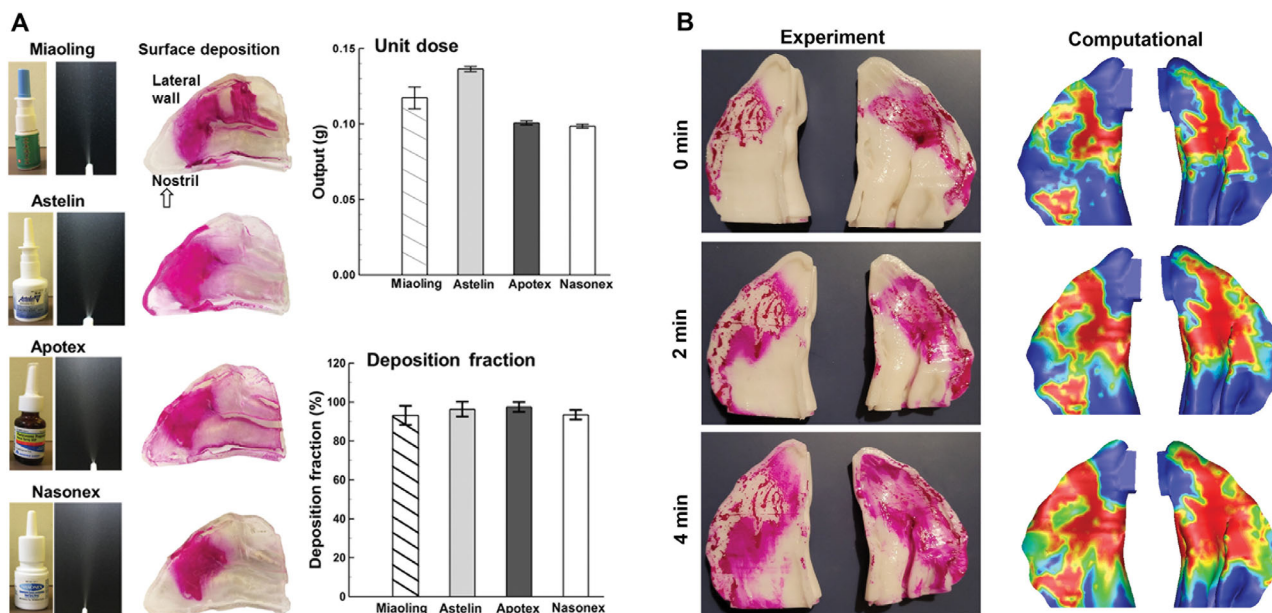 A
Miaoling
Surface deposition
Lateral
wall
Nostril
Astelin
Astelin
Apotex
Nasonex
Unit dose
Output (g)
0.15
0.10
0.05
0.00
Miaoling Astelin Apotex Nasonex
Deposition fraction
Deposition fraction (%)
120
100
80
60
40
20
0
Miaoling Astelin Apotex Nasonex
B
Experiment
Computational
0 min
2 min
4 min